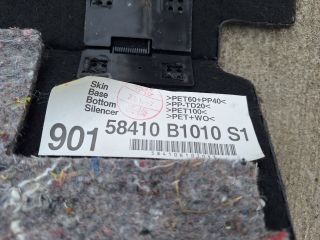 Skin >PET60+PP40<
Base >PP-TD20<
Bottom >PET100<
Silencer >PET+WO<
901 58410 B1010 S1